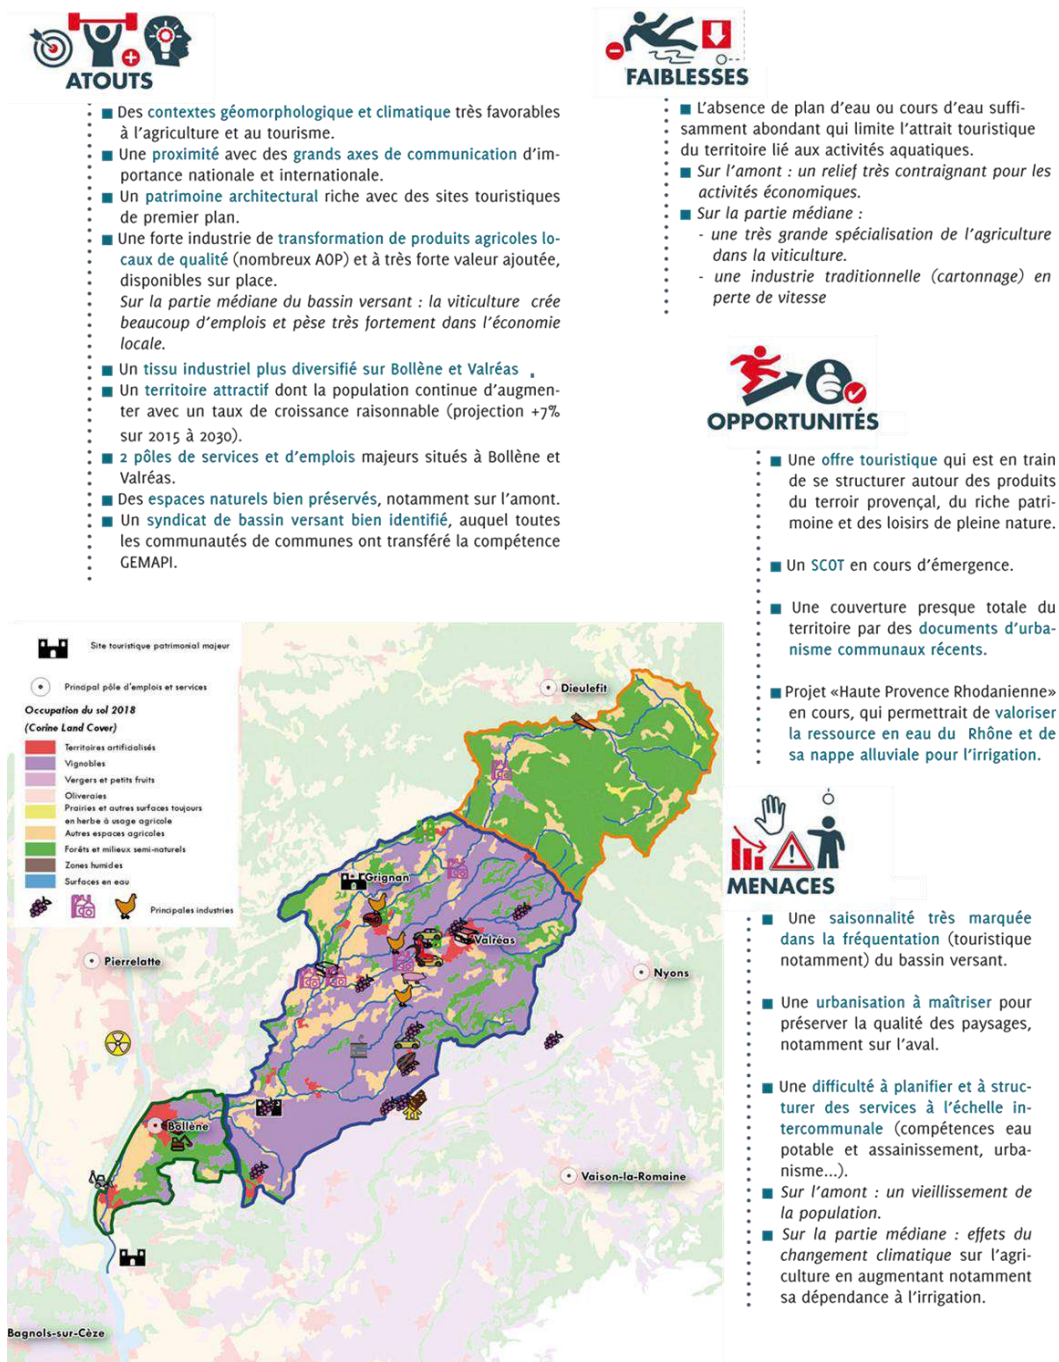 ATOUTS
■ Des contextes géomorphologique et climatique très favorables
à l'agriculture et au tourisme.
■ Une proximité avec des grands axes de communication d'im-
portance nationale et internationale.
■ Un patrimoine architectural riche avec des sites touristiques
de premier plan.
■ Une forte industrie de transformation de produits agricoles lo-
caux de qualité (nombreux AOP) et à très forte valeur ajoutée,
disponibles sur place.
Sur la partie médiane du bassin versant : la viticulture crée
beaucoup d'emplois et pèse très fortement dans l'économie
locale.
■ Un tissu industriel plus diversifié sur Bollène et Valréas .
■ Un territoire attractif dont la population continue d'augmen-
ter avec un taux de croissance raisonnable (projection +7%
sur 2015 à 2030).
■ 2 pôles de services et d'emplois majeurs situés à Bollène et
Valréas.
■ Des espaces naturels bien préservés, notamment sur l'amont.
■ Un syndicat de bassin versant bien identifié, auquel toutes
les communautés de communes ont transféré la compétence
GEMAPI.
FAIBLESSES
■ L'absence de plan d'eau ou cours d'eau suffi-
samment abondant qui limite l'attrait touristique
du territoire lié aux activités aquatiques.
■ Sur l'amont : un relief très contraignant pour les
activités économiques.
■ Sur la partie médiane :
- une très grande spécialisation de l'agriculture
dans la viticulture.
- une industrie traditionnelle (cartonnage) en
perte de vitesse
OPPORTUNITÉS
■ Une offre touristique qui est en train
de se structurer autour des produits
du terroir provençal, du riche patri-
moine et des loisirs de pleine nature.
■ Un SCOT en cours d'émergence.
■ Une couverture presque totale du
territoire par des documents d'urba-
nisme communaux récents.
■ Projet «Haute Provence Rhodanienne»
en cours, qui permettrait de valoriser
la ressource en eau du Rhône et de
sa nappe alluviale pour l'irrigation.
MENACES
■ Une saisonnalité très marquée
dans la fréquentation (touristique
notamment) du bassin versant.
■ Une urbanisation à maîtriser pour
préserver la qualité des paysages,
notamment sur l'aval.
■ Une difficulté à planifier et à struc-
turer des services à l'échelle in-
tercommunale (compétences eau
potable et assainissement, urba-
nisme...).
■ Sur l'amont : un vieillissement de
la population.
■ Sur la partie médiane : effets du
changement climatique sur l'agri-
culture en augmentant notamment
sa dépendance à l'irrigation.
Site touristique patrimonial majeur
Principal pôle d'emplois et services
Occupation du sol 2018
(Corine Land Cover)
Territoires artificialisés
Vignobles
Vergers et petits fruits
Oliveraies
Prairies et autres surfaces toujours
en herbe à usage agricole
Autres espaces agricoles
Forêts et milieux semi-naturels
Zones humides
Surfaces en eau
Principales industries
Dieulefit
Grignan
Valréas
Pierrelatte
Nyons
Bollène
Vaison-la-Romaine
Bagnols-sur-Cèze